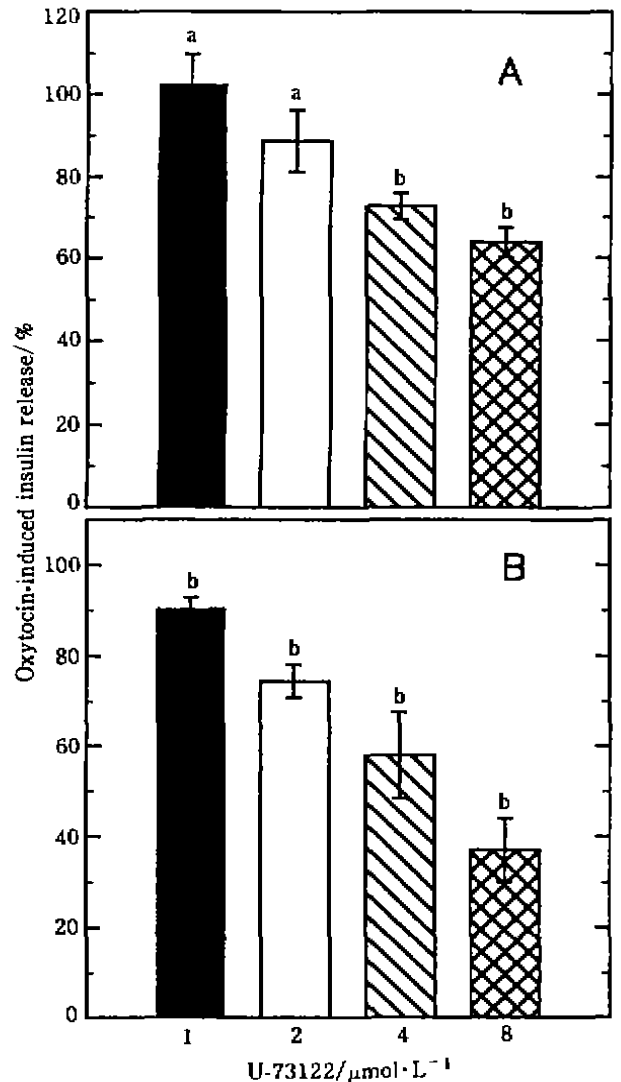 Oxytocin-induced insulin release/%
120
100
80
60
40
20
0
A
a
a
b
b
100
80
60
40
20
0
B
b
b
b
b
1 2 4 8
U-73122/μmol·L⁻¹